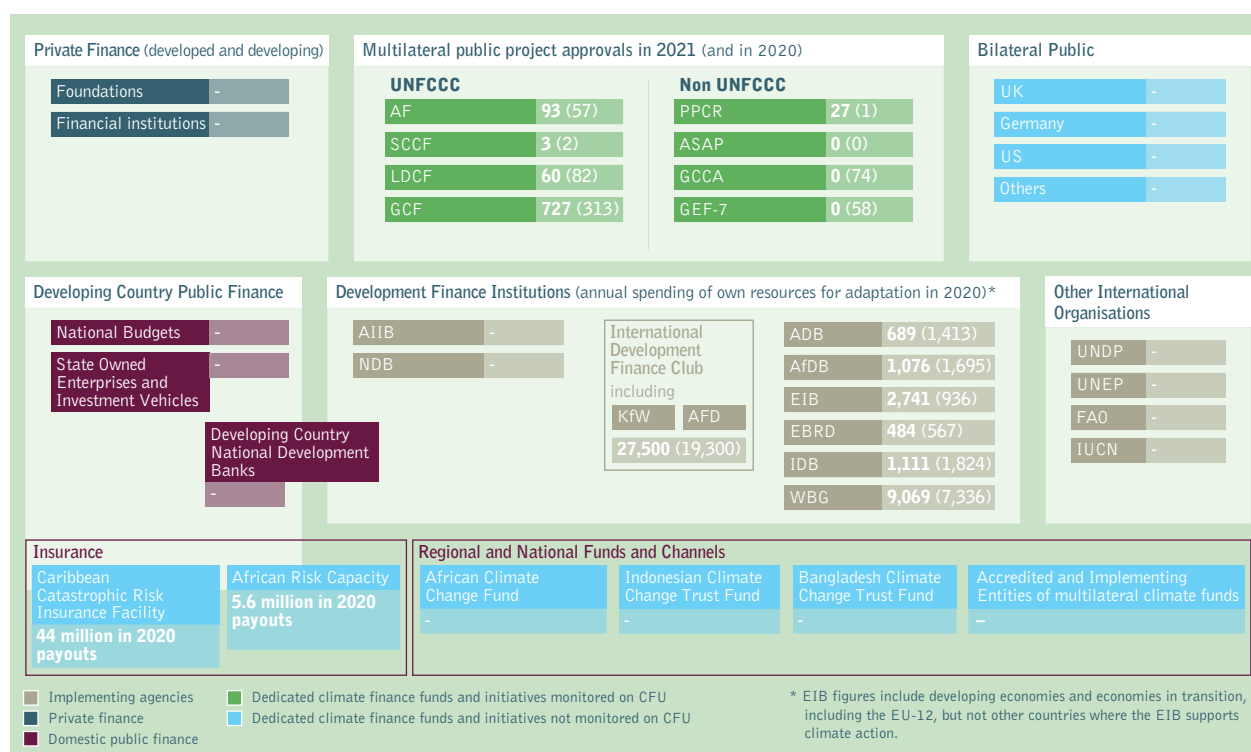 Private Finance (developed and developing)
Foundations -
Financial institutions -
Multilateral public project approvals in 2021 (and in 2020)
UNFCCC
AF 93 (57)
SCCF 3 (2)
LDCF 60 (82)
GCF 727 (313)
Non UNFCCC
PPCR 27 (1)
ASAP 0 (0)
GCCA 0 (74)
GEF-7 0 (58)
Bilateral Public
UK -
Germany -
US -
Others -
Developing Country Public Finance
National Budgets -
State Owned -
Enterprises and
Investment Vehicles
Developing Country
National Development
Banks
-
Development Finance Institutions (annual spending of own resources for adaptation in 2020)*
AIIB -
NDB -
International
Development
Finance Club
including
KfW AFD
27,500 (19,300)
ADB 689 (1,413)
AfDB 1,076 (1,695)
EIB 2,741 (936)
EBRD 484 (567)
IDB 1,111 (1,824)
WBG 9,069 (7,336)
Other International
Organisations
UNDP -
UNEP -
FAO -
IUCN -
Insurance
Caribbean
Catastrophic Risk
Insurance Facility
44 million in 2020
payouts
African Risk Capacity
5.6 million in 2020
payouts
Regional and National Funds and Channels
African Climate
Change Fund
-
Indonesian Climate
Change Trust Fund
-
Bangladesh Climate
Change Trust Fund
-
Accredited and Implementing
Entities of multilateral climate funds
–
Implementing agencies
Private finance
Domestic public finance
Dedicated climate finance funds and initiatives monitored on CFU
Dedicated climate finance funds and initiatives not monitored on CFU
* EIB figures include developing economies and economies in transition,
including the EU-12, but not other countries where the EIB supports
climate action.